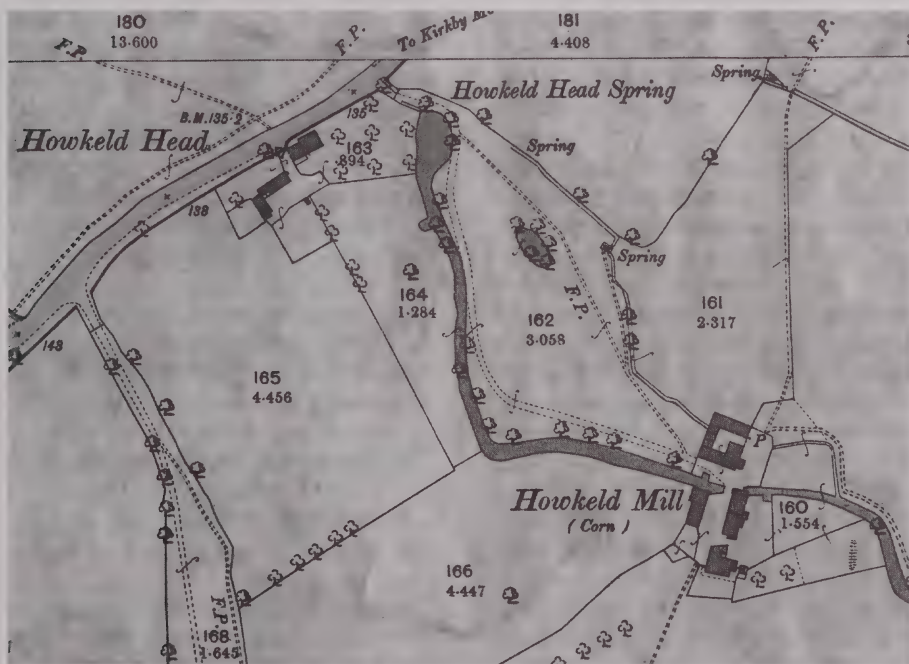 180
13·600
181
4·408
F.P.
F.P.
F.P.
To Kirkby
Spring
Howkeld Head Spring
B.M.135·2
135
Howkeld Head
163
·894
Spring
138
Spring
164
1·284
F.P.
161
2·317
162
3·058
143
165
4·456
P
Howkeld Mill
(Corn)
160
1·554
166
4·447
F.P.
168
1·645